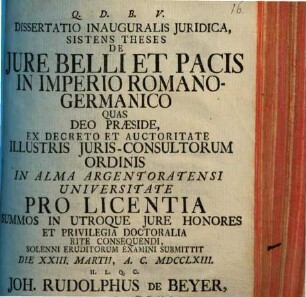 16.
Q. D. B. V.
DISSERTATIO INAUGURALIS JURIDICA,
SISTENS THESES
DE
JURE BELLI ET PACIS
IN IMPERIO ROMANO-
GERMANICO
QUAS
DEO PRÆSIDE,
EX DECRETO ET AUCTORITATE
ILLUSTRIS JURIS-CONSULTORUM
ORDINIS
IN ALMA ARGENTORATENSI
UNIVERSITATE
PRO LICENTIA
SUMMOS IN UTROQUE JURE HONORES
ET PRIVILEGIA DOCTORALIA
RITE CONSEQUENDI,
SOLENNI ERUDITORUM EXAMINI SUBMITTIT
DIE XXIII. MARTII, A. C. MDCCLXIII.
H. L. Q. C.
JOH. RUDOLPHUS DE BEYER,